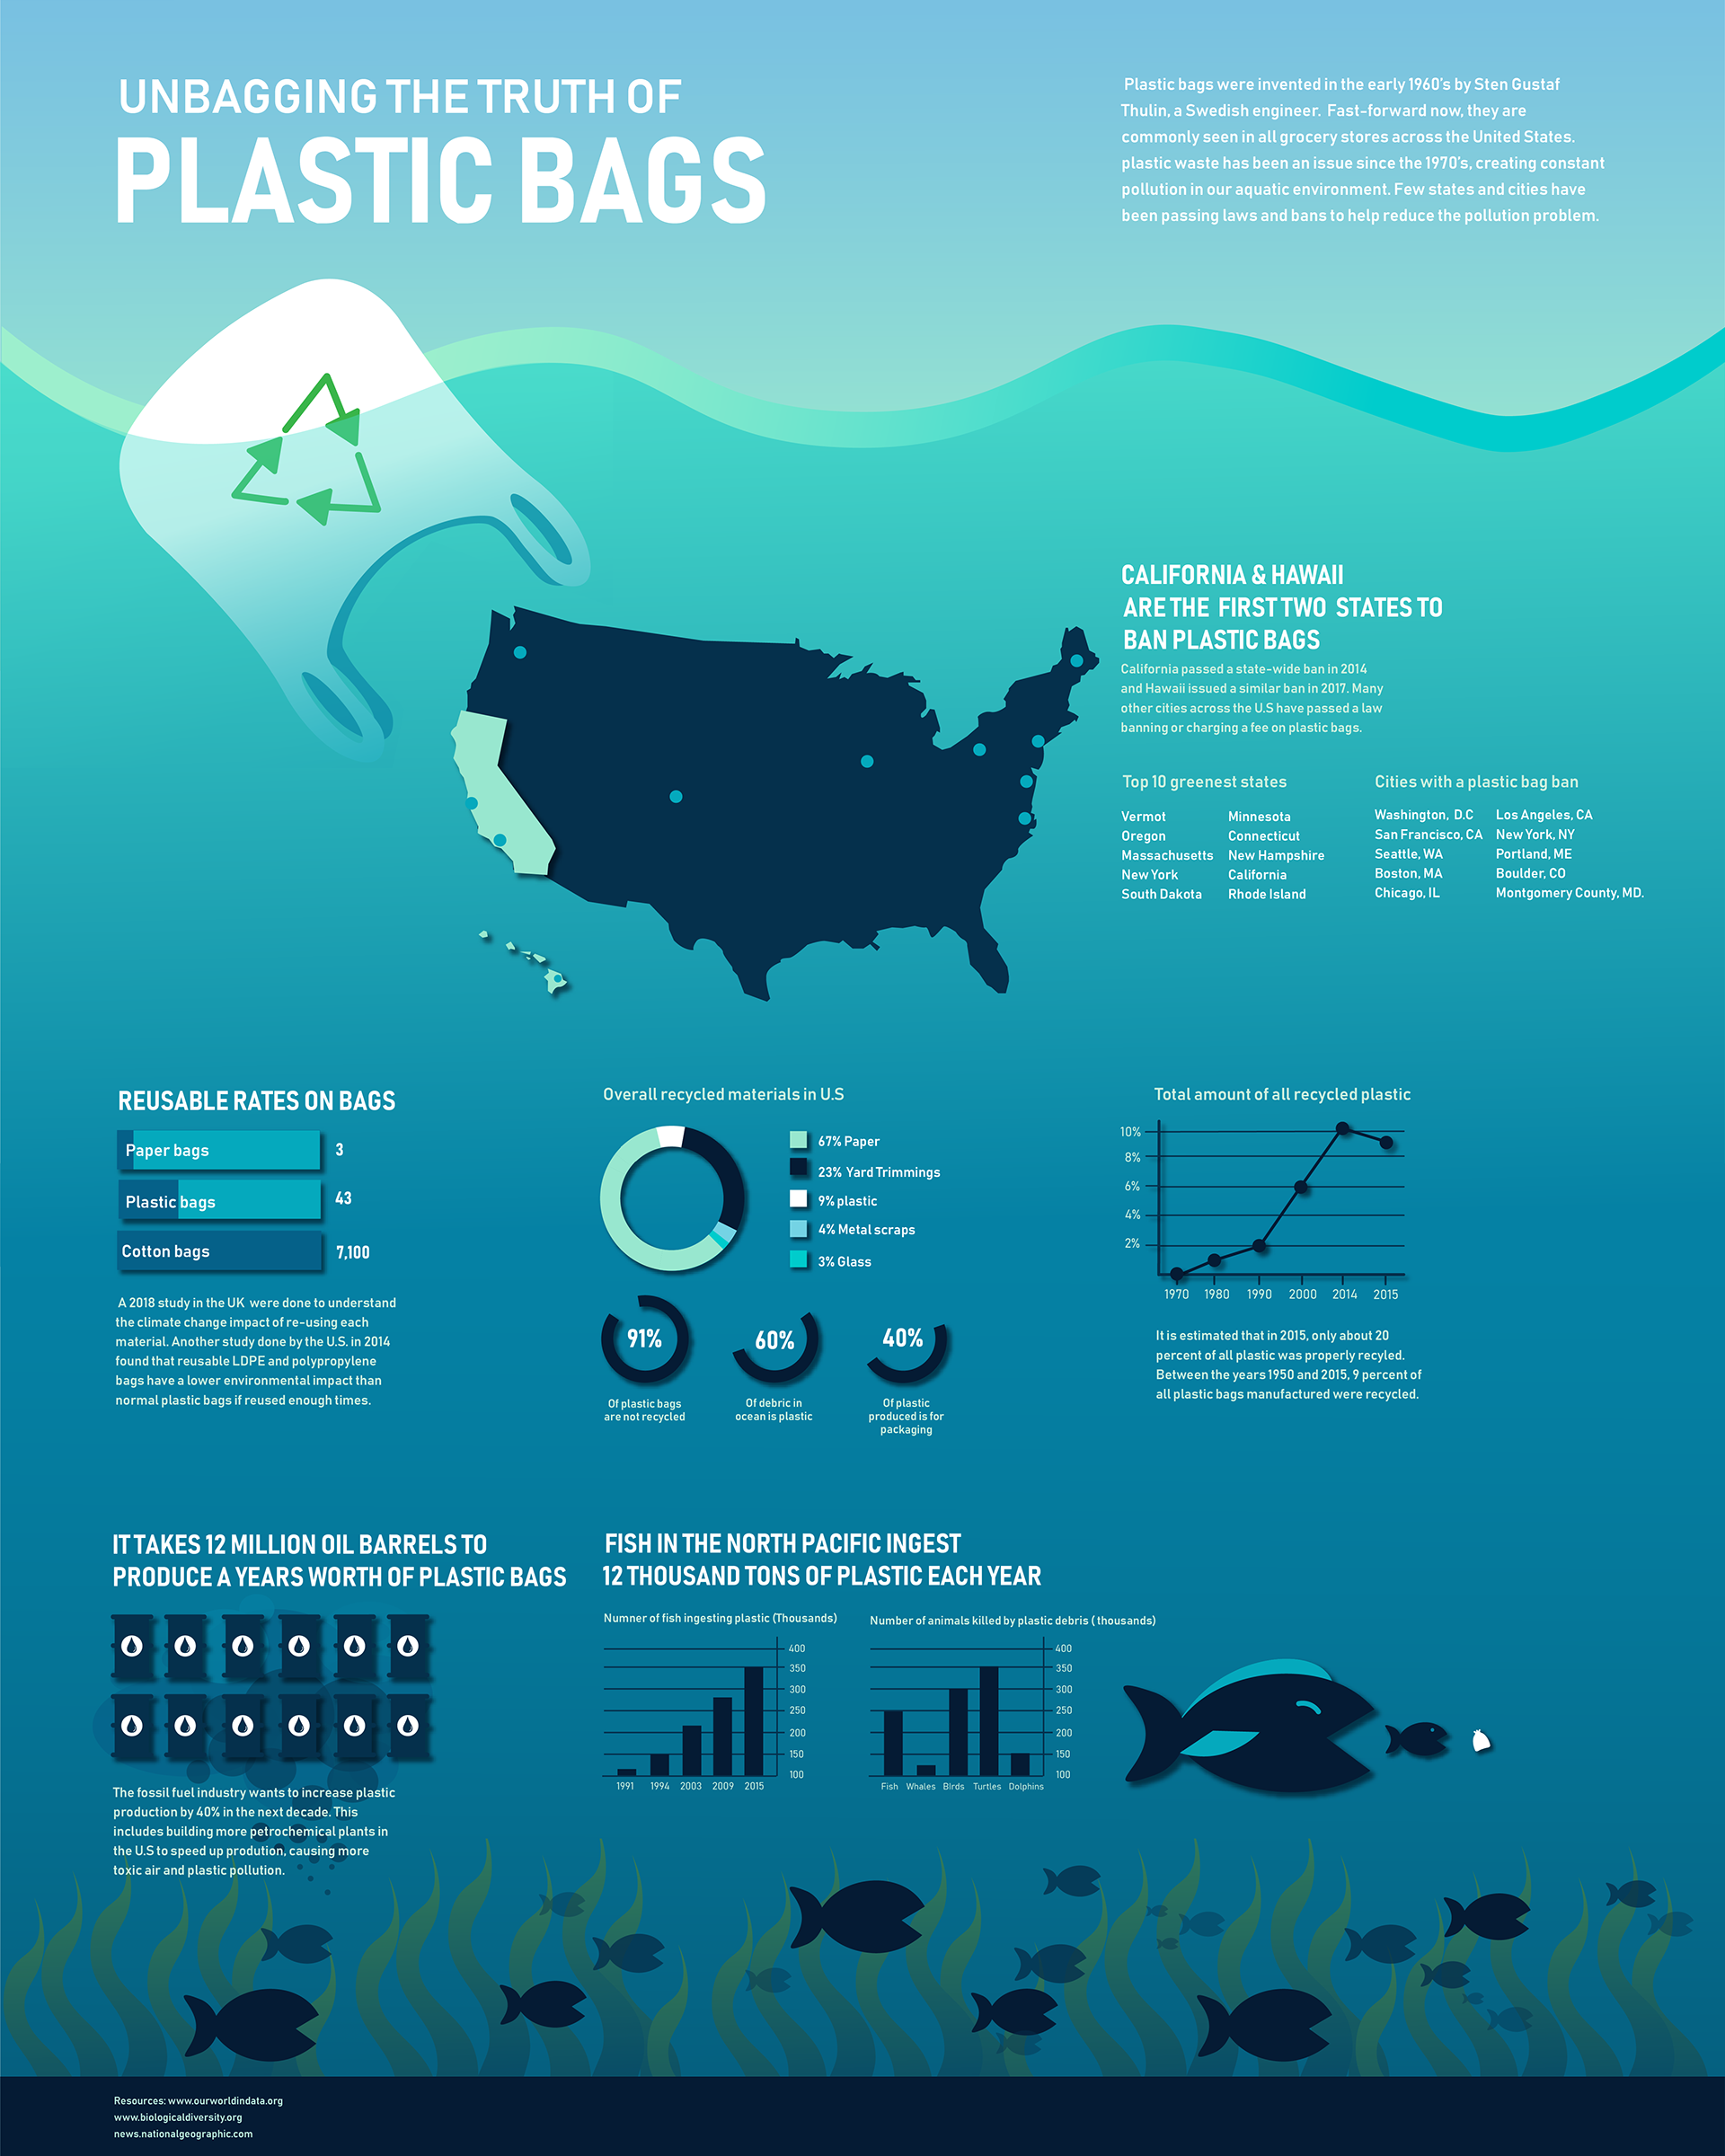 UNBAGGING THE TRUTH OF
PLASTIC BAGS
Plastic bags were invented in the early 1960's by Sten Gustaf
Thulin, a Swedish engineer. Fast-forward now, they are
commonly seen in all grocery stores across the United States.
plastic waste has been an issue since the 1970's, creating constant
pollution in our aquatic environment. Few states and cities have
been passing laws and bans to help reduce the pollution problem.
CALIFORNIA & HAWAII
ARE THE FIRST TWO STATES TO
BAN PLASTIC BAGS
California passed a state-wide ban in 2014
and Hawaii issued a similar ban in 2017. Many
other cities across the U.S have passed a law
banning or charging a fee on plastic bags.
Top 10 greenest states
Vermot
Oregon
Massachusetts
New York
South Dakota
Minnesota
Connecticut
New Hampshire
California
Rhode Island
Cities with a plastic bag ban
Washington, D.C
San Francisco, CA
Seattle, WA
Boston, MA
Chicago, IL
Los Angeles, CA
New York, NY
Portland, ME
Boulder, CO
Montgomery County, MD.
REUSABLE RATES ON BAGS
Paper bags 3
Plastic bags 43
Cotton bags 7,100
A 2018 study in the UK were done to understand
the climate change impact of re-using each
material. Another study done by the U.S. in 2014
found that reusable LDPE and polypropylene
bags have a lower environmental impact than
normal plastic bags if reused enough times.
Overall recycled materials in U.S
67% Paper
23% Yard Trimmings
9% plastic
4% Metal scraps
3% Glass
91%
Of plastic bags
are not recycled
60%
Of debric in
ocean is plastic
40%
Of plastic
produced is for
packaging
Total amount of all recycled plastic
10%
8%
6%
4%
2%
1970 1980 1990 2000 2014 2015
It is estimated that in 2015, only about 20
percent of all plastic was properly recyled.
Between the years 1950 and 2015, 9 percent of
all plastic bags manufactured were recycled.
IT TAKES 12 MILLION OIL BARRELS TO
PRODUCE A YEARS WORTH OF PLASTIC BAGS
The fossil fuel industry wants to increase plastic
production by 40% in the next decade. This
includes building more petrochemical plants in
the U.S to speed up prodution, causing more
toxic air and plastic pollution.
FISH IN THE NORTH PACIFIC INGEST
12 THOUSAND TONS OF PLASTIC EACH YEAR
Numner of fish ingesting plastic (Thousands)
400
350
300
250
200
150
100
1991 1994 2003 2009 2015
Number of animals killed by plastic debris ( thousands)
400
350
300
250
200
150
100
Fish Whales BIrds Turtles Dolphins
Resources: www.ourworldindata.org
www.biologicaldiversity.org
news.nationalgeographic.com